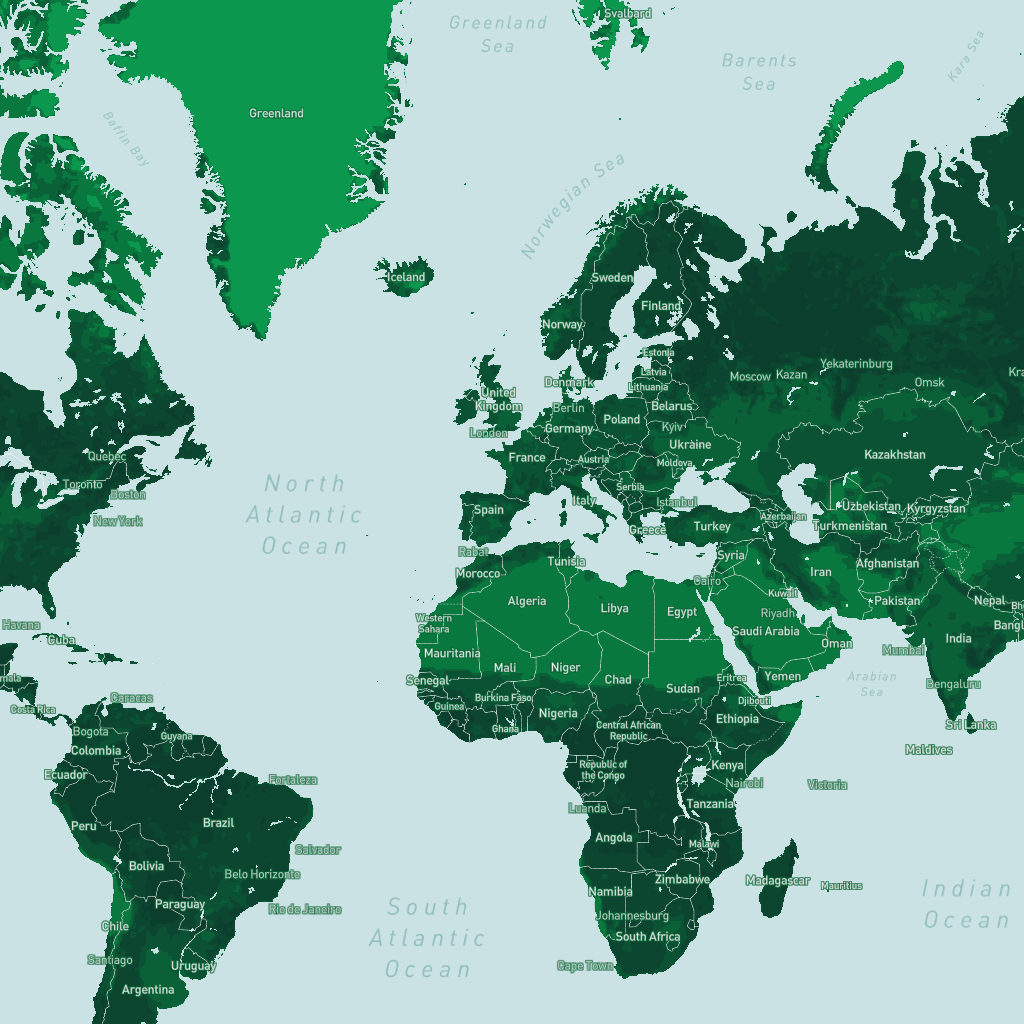 Svalbard
Greenland
Sea
Barents
Sea
Kara Sea
Greenland
Baffin Bay
Norwegian Sea
Iceland
Sweden
Finland
Norway
Estonia
Latvia
Lithuania
Denmark
Moscow
Kazan
Yekaterinburg
Omsk
United
Kingdom
Berlin
Poland
Belarus
London
Germany
Kyiv
Ukraine
Quebec
France
Austria
Moldova
Kazakhstan
Toronto
Boston
Serbia
North
Atlantic
Ocean
Italy
Istanbul
Spain
Uzbekistan
Kyrgyzstan
New York
Greece
Turkey
Azerbaijan
Turkmenistan
Rabat
Tunisia
Syria
Afghanistan
Morocco
Cairo
Iran
Algeria
Libya
Egypt
Kuwait
Pakistan
Nepal
Havana
Western
Sahara
Riyadh
Saudi Arabia
Cuba
India
Oman
Mauritania
Mali
Niger
Chad
Mumbai
Senegal
Sudan
Eritrea
Yemen
Arabian
Sea
Bengaluru
Caracas
Costa Rica
Burkina Faso
Guinea
Nigeria
Djibouti
Ethiopia
Sri Lanka
Bogota
Guyana
Ghana
Central African
Republic
Colombia
Maldives
Ecuador
Fortaleza
Republic of
the Congo
Kenya
Nairobi
Victoria
Luanda
Tanzania
Peru
Brazil
Angola
Malawi
Salvador
Bolivia
Belo Horizonte
Zimbabwe
Madagascar
Mauritius
Namibia
Paraguay
Rio de Janeiro
Johannesburg
Indian
Ocean
South
Atlantic
Ocean
Chile
South Africa
Santiago
Uruguay
Cape Town
Argentina